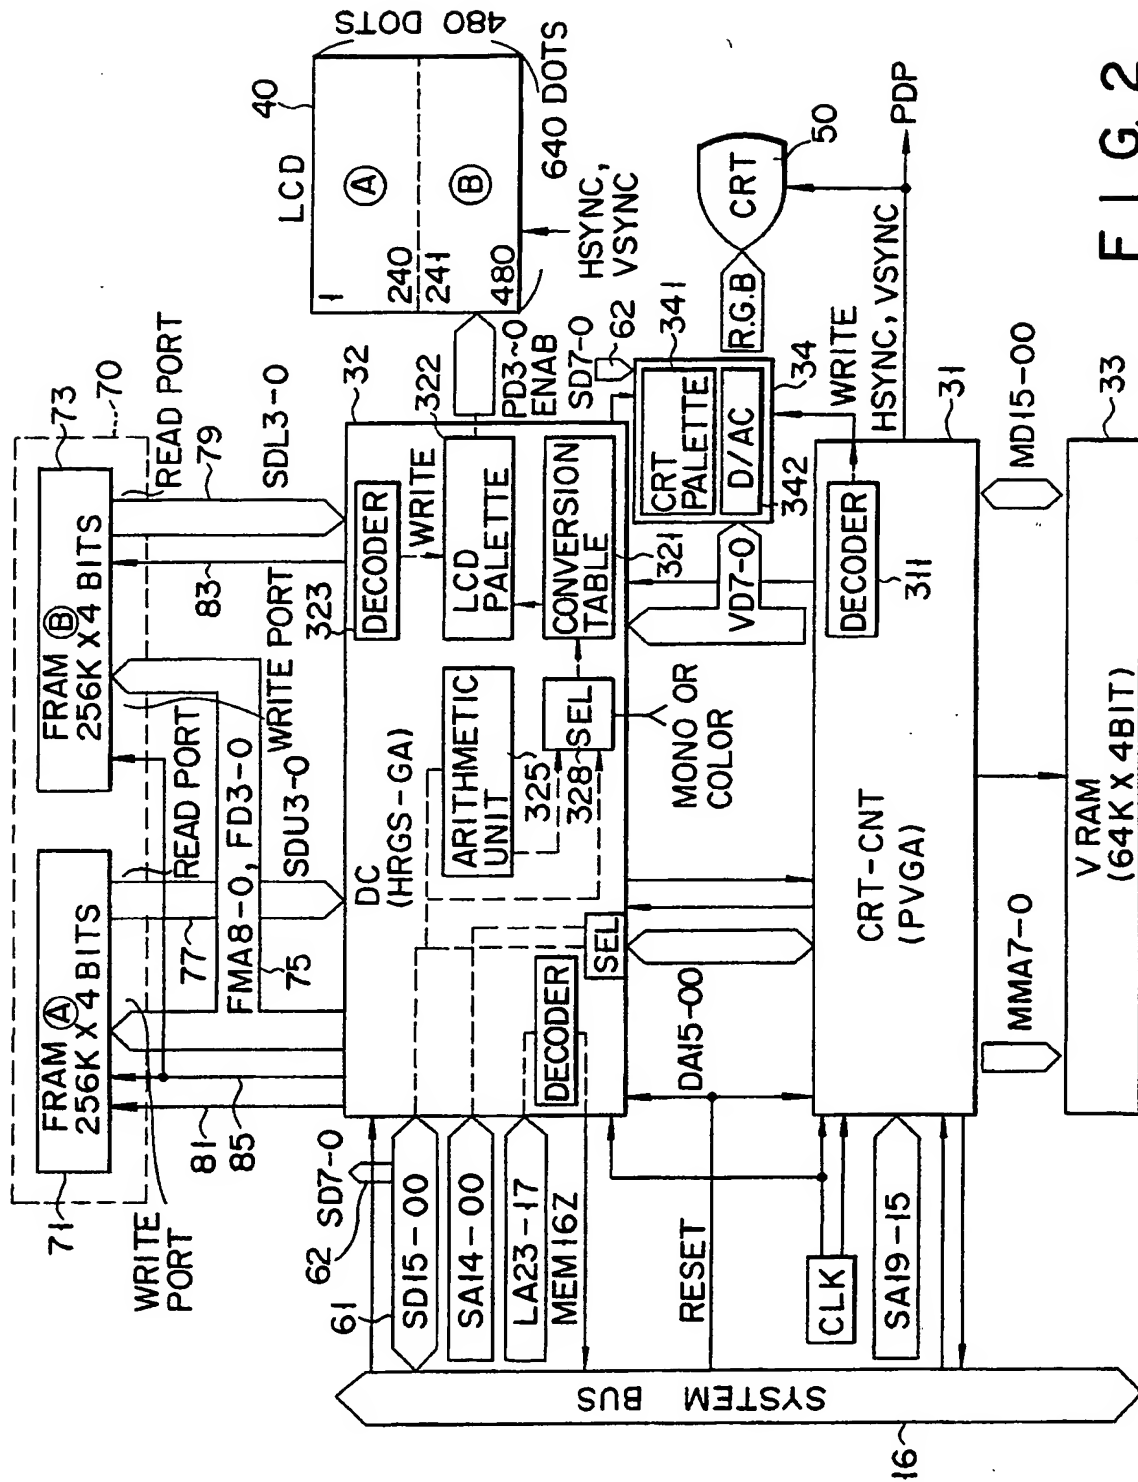 FRAM Ⓐ
256K X 4 BITS
71
WRITE
PORT
81
85
77
75
FMA8-0, FD3-0
SDU3-0
READ PORT
WRITE PORT
FRAM Ⓑ
256K X 4 BITS
73
70
READ PORT
79
SDL3-0
83
LCD
40
480 DOTS
640 DOTS
Ⓐ
Ⓑ
1
240
241
480
HSYNC,
VSYNC
SD7-0
62
61
SD15-00
SA14-00
LA23-17
MEM16Z
DC
(HRGS-GA)
32
DECODER
323
WRITE
LCD
PALETTE
322
CONVERSION
TABLE
321
ARITHMETIC
UNIT
325
328
SEL
SEL
DECODER
MONO OR
COLOR
PD3~0
ENAB
SD7-0
62
341
CRT
PALETTE
D/AC
342
34
R.G.B
CRT
50
PDP
HSYNC, VSYNC
WRITE
VD7-0
DA15-00
RESET
CLK
SA19-15
SYSTEM BUS
16
CRT-CNT
(PVGA)
31
DECODER
311
MMA7-0
MD15-00
VRAM
(64K X 4BIT)
33
FIG. 2